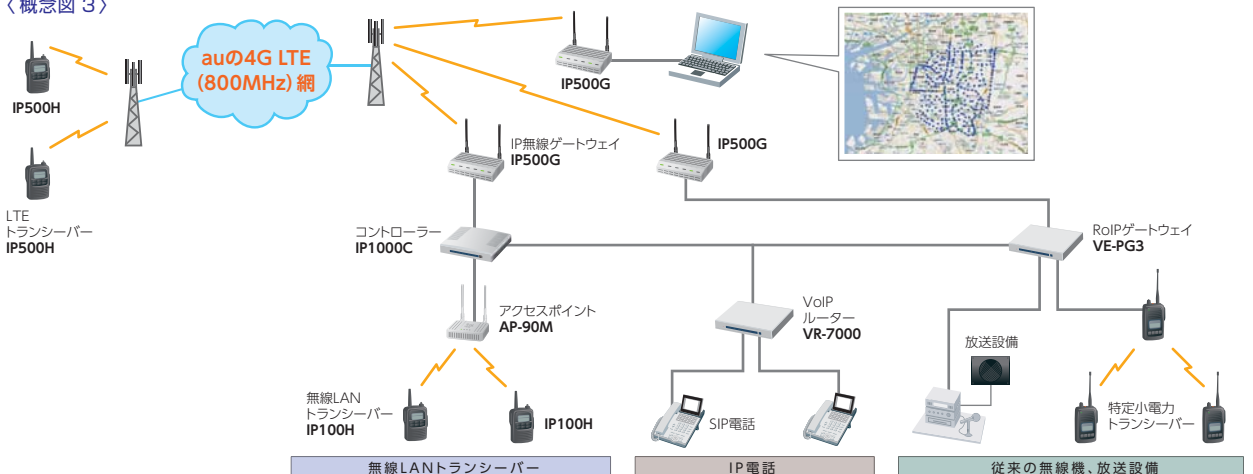 〈概念図 3〉
auの4G LTE
(800MHz)網
IP500H
LTE
トランシーバー
IP500H
IP500G
IP無線ゲートウェイ
IP500G
IP500G
コントローラー
IP1000C
RoIPゲートウェイ
VE-PG3
アクセスポイント
AP-90M
VoIP
ルーター
VR-7000
放送設備
無線LAN
トランシーバー
IP100H
IP100H
SIP電話
特定小電力
トランシーバー
無線LANトランシーバー
IP電話
従来の無線機、放送設備